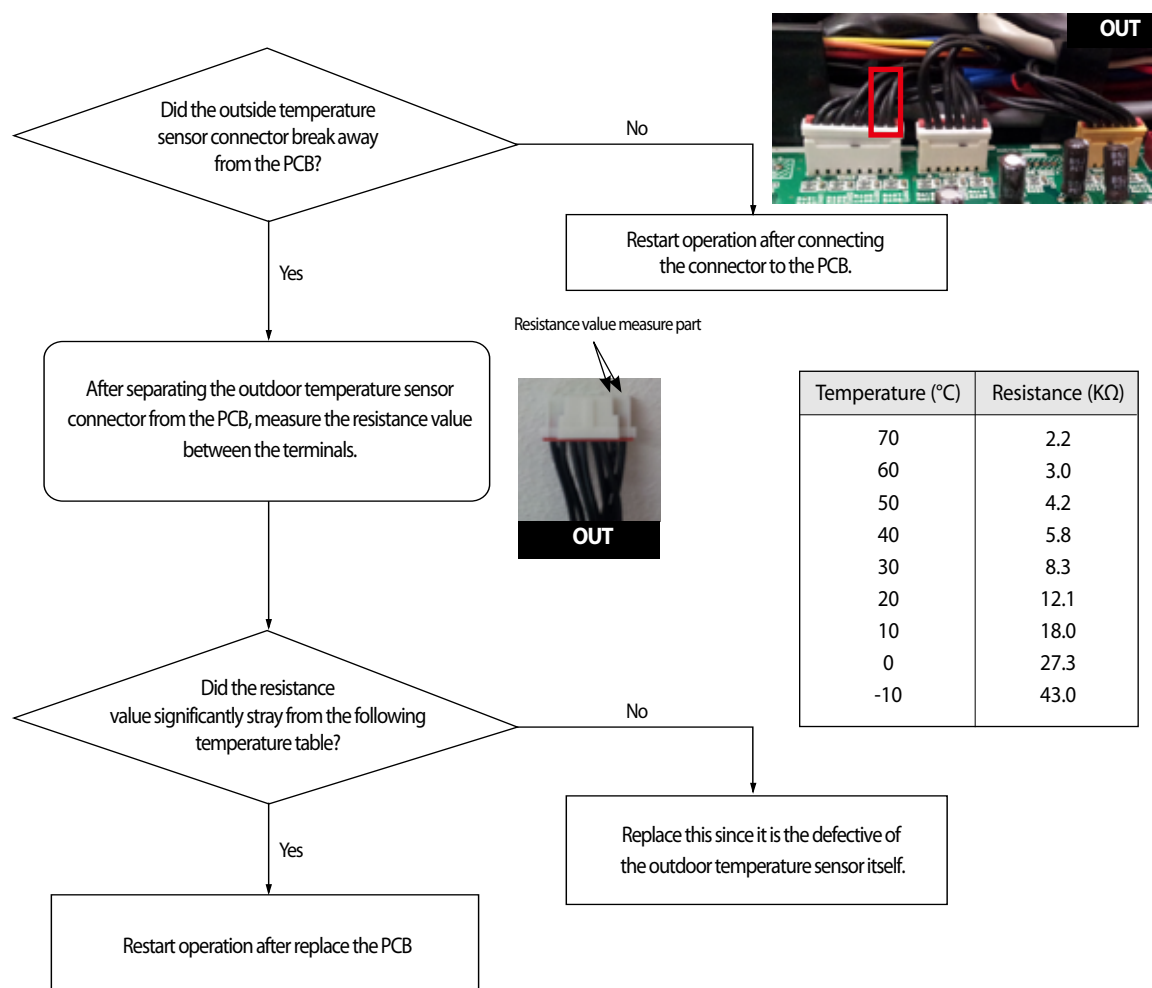 OUT
Did the outside temperature
sensor connector break away
from the PCB?
No
Restart operation after connecting
the connector to the PCB.
Yes
Resistance value measure part
After separating the outdoor temperature sensor
connector from the PCB, measure the resistance value
between the terminals.
OUT
Temperature (°C) Resistance (KΩ)
70 2.2
60 3.0
50 4.2
40 5.8
30 8.3
20 12.1
10 18.0
0 27.3
-10 43.0
Did the resistance
value significantly stray from the following
temperature table?
No
Replace this since it is the defective of
the outdoor temperature sensor itself.
Yes
Restart operation after replace the PCB